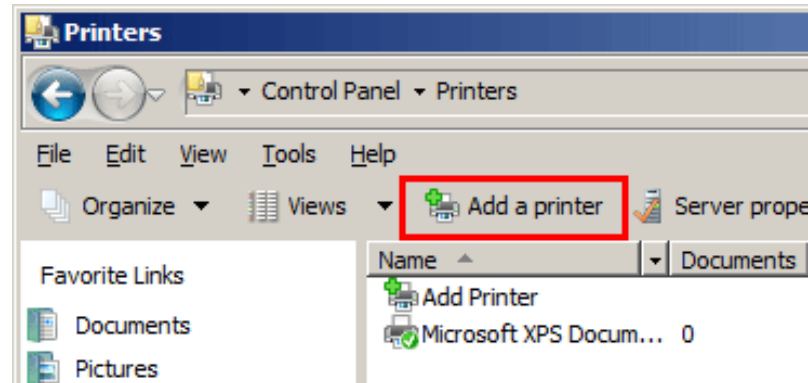 Printers
Control Panel Printers
File Edit View Tools Help
Organize Views Add a printer Server prope
Name Documents
Favorite Links
Add Printer
Documents
Microsoft XPS Docum... 0
Pictures